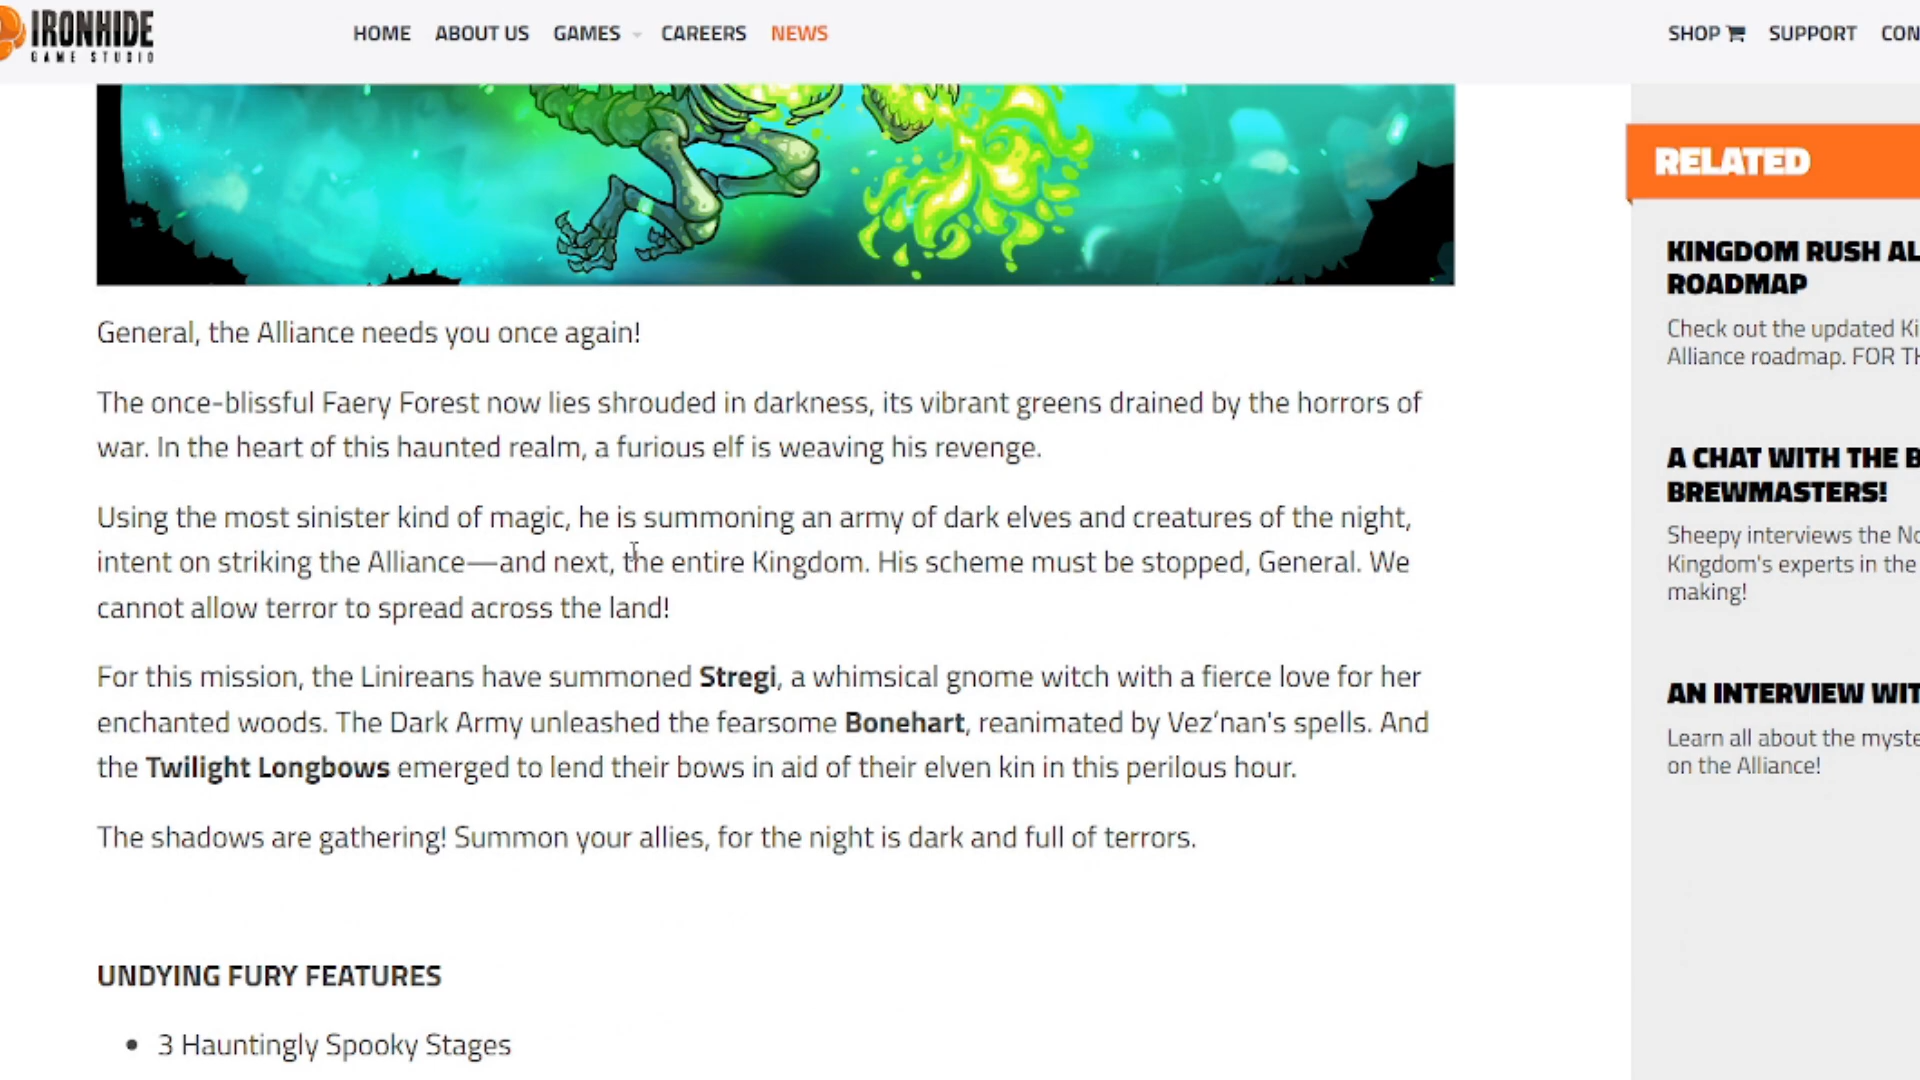 IRONHIDE
GAME STUDIO
HOME ABOUT US GAMES CAREERS NEWS
SHOP SUPPORT CON
General, the Alliance needs you once again!
The once-blissful Faery Forest now lies shrouded in darkness, its vibrant greens drained by the horrors of
war. In the heart of this haunted realm, a furious elf is weaving his revenge.
Using the most sinister kind of magic, he is summoning an army of dark elves and creatures of the night,
intent on striking the Alliance—and next, the entire Kingdom. His scheme must be stopped, General. We
cannot allow terror to spread across the land!
For this mission, the Linireans have summoned Stregi, a whimsical gnome witch with a fierce love for her
enchanted woods. The Dark Army unleashed the fearsome Bonehart, reanimated by Vez’nan's spells. And
the Twilight Longbows emerged to lend their bows in aid of their elven kin in this perilous hour.
The shadows are gathering! Summon your allies, for the night is dark and full of terrors.
UNDYING FURY FEATURES
• 3 Hauntingly Spooky Stages
RELATED
KINGDOM RUSH AL
ROADMAP
Check out the updated Ki
Alliance roadmap. FOR TH
A CHAT WITH THE B
BREWMASTERS!
Sheepy interviews the No
Kingdom's experts in the
making!
AN INTERVIEW WIT
Learn all about the myste
on the Alliance!